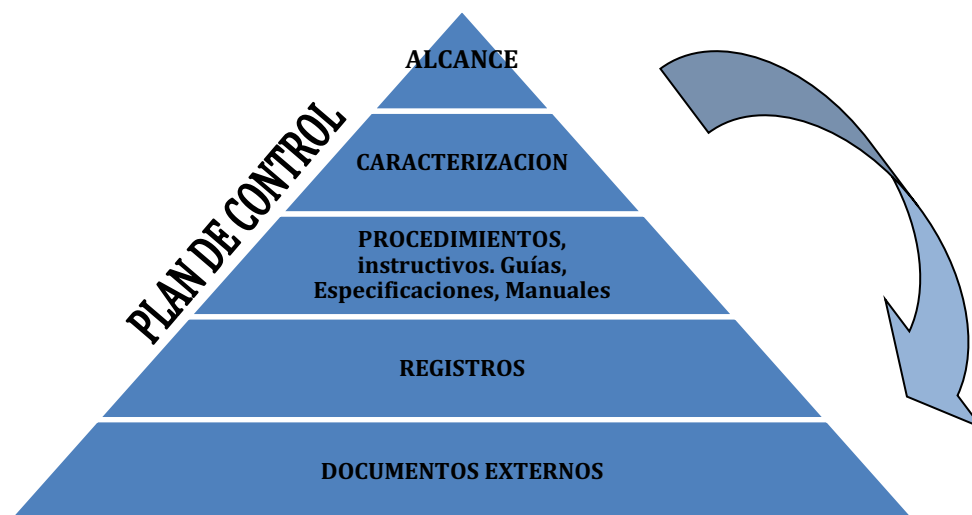 ALCANCE
PLAN DE CONTROL
CARACTERIZACION
PROCEDIMIENTOS,
instructivos. Guías,
Especificaciones, Manuales
REGISTROS
DOCUMENTOS EXTERNOS